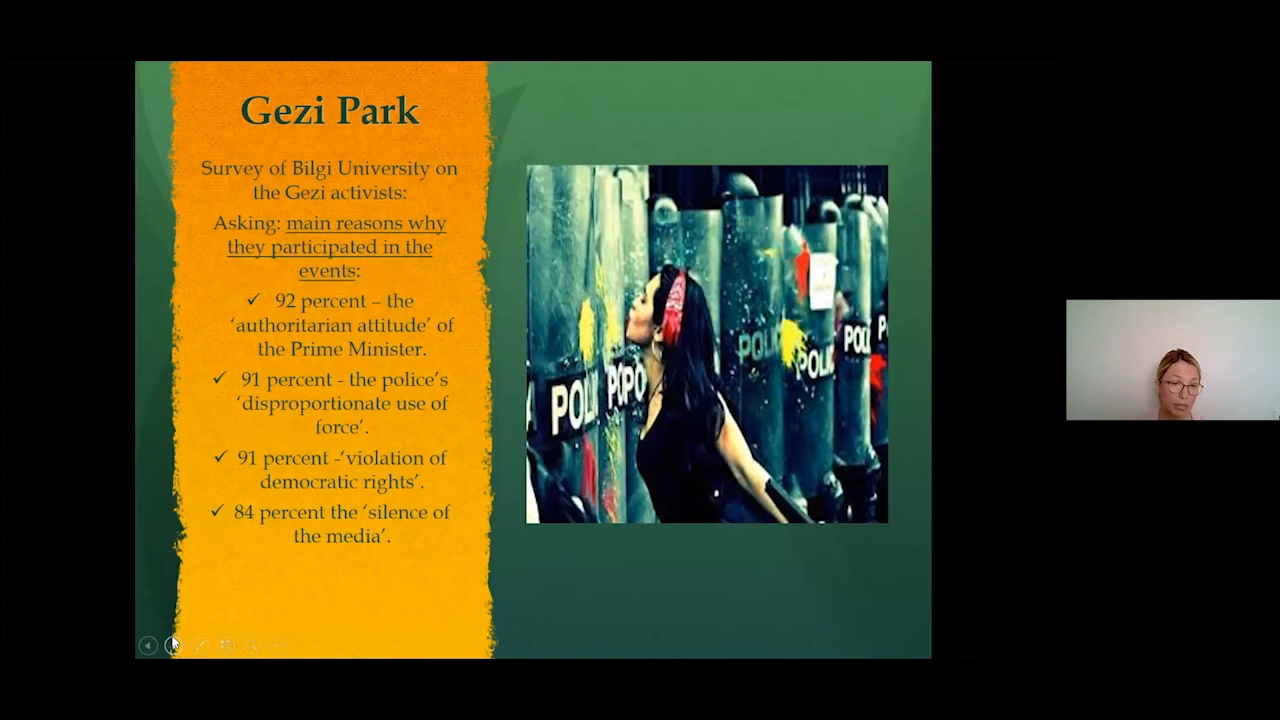 Gezi Park
Survey of Bilgi University on
the Gezi activists:
Asking: main reasons why
they participated in the
events:
✓ 92 percent – the
‘authoritarian attitude’ of
the Prime Minister.
✓ 91 percent - the police’s
‘disproportionate use of
force’.
✓ 91 percent -‘violation of
democratic rights’.
✓ 84 percent the ‘silence of
the media’.
POLI
POPO
POLI
POLI
POL
P